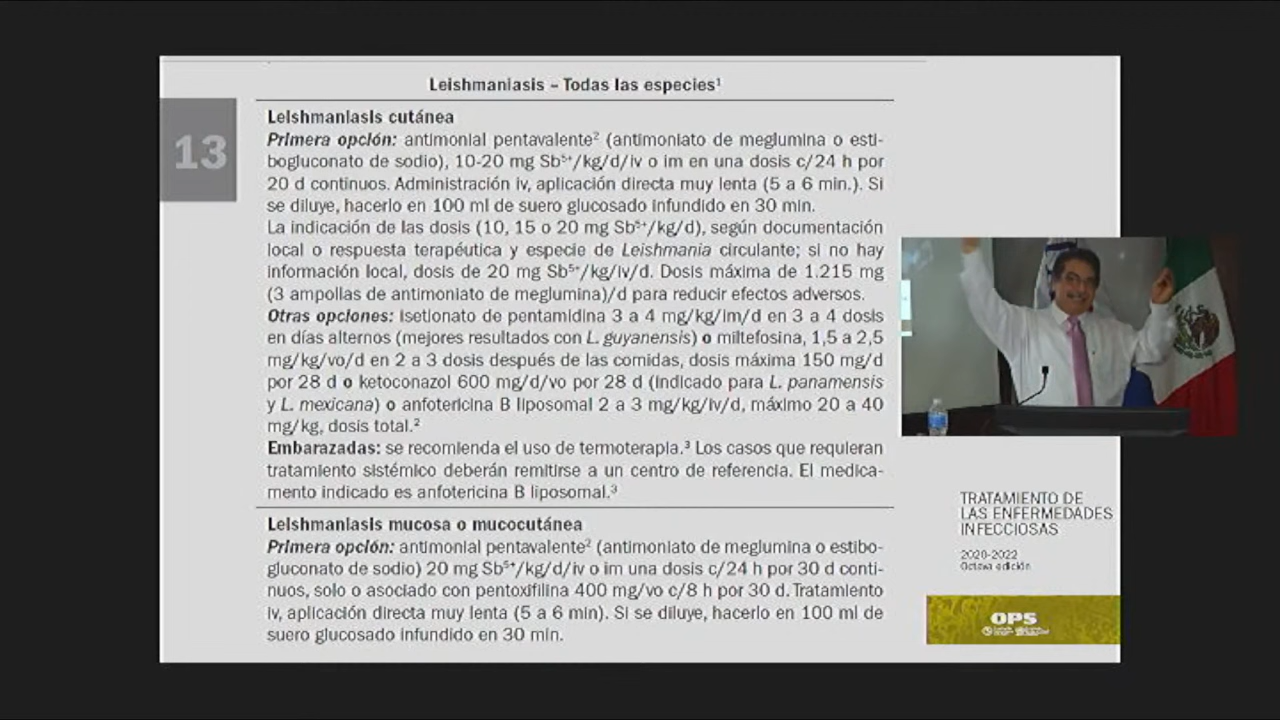 Leishmaniasis – Todas las especies¹
13
Leishmaniasis cutánea
Primera opción: antimonial pentavalente² (antimoniato de meglumina o esti-
bogluconato de sodio), 10-20 mg Sb⁵⁺/kg/d/iv o im en una dosis c/24 h por
20 d continuos. Administración iv, aplicación directa muy lenta (5 a 6 min.). Si
se diluye, hacerlo en 100 ml de suero glucosado infundido en 30 min.
La indicación de las dosis (10, 15 o 20 mg Sb⁵⁺/kg/d), según documentación
local o respuesta terapéutica y especie de Leishmania circulante; si no hay
información local, dosis de 20 mg Sb⁵⁺/kg/iv/d. Dosis máxima de 1.215 mg
(3 ampollas de antimoniato de meglumina)/d para reducir efectos adversos.
Otras opciones: isetionato de pentamidina 3 a 4 mg/kg/im/d en 3 a 4 dosis
en días alternos (mejores resultados con L. guyanensis) o miltefosina, 1,5 a 2,5
mg/kg/vo/d en 2 a 3 dosis después de las comidas, dosis máxima 150 mg/d
por 28 d o ketoconazol 600 mg/d/vo por 28 d (indicado para L. panamensis
y L. mexicana) o anfotericina B liposomal 2 a 3 mg/kg/iv/d, máximo 20 a 40
mg/kg, dosis total.²
Embarazadas: se recomienda el uso de termoterapia.³ Los casos que requieran
tratamiento sistémico deberán remitirse a un centro de referencia. El medica-
mento indicado es anfotericina B liposomal.³
Leishmaniasis mucosa o mucocutánea
Primera opción: antimonial pentavalente² (antimoniato de meglumina o estibo-
gluconato de sodio) 20 mg Sb⁵⁺/kg/d/iv o im una dosis c/24 h por 30 d conti-
nuos, solo o asociado con pentoxifilina 400 mg/vo c/8 h por 30 d. Tratamiento
iv, aplicación directa muy lenta (5 a 6 min). Si se diluye, hacerlo en 100 ml de
suero glucosado infundido en 30 min.
TRATAMIENTO DE
LAS ENFERMEDADES
INFECCIOSAS
2020-2022
Octava edición
OPS